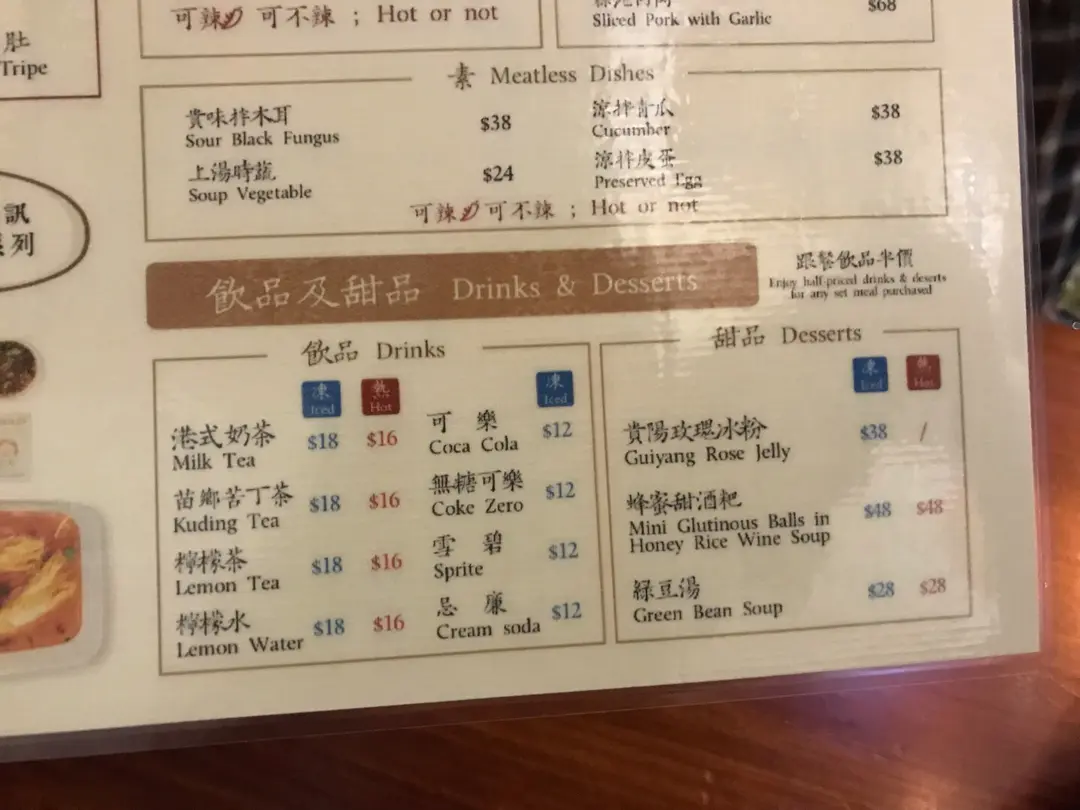 可辣 可不辣 ; Hot or not
Sliced Pork with Garlic
$68
肚
Tripe
素 Meatless Dishes
貴味拌木耳
Sour Black Fungus
$38
上湯時蔬
Soup Vegetable
$24
涼拌青瓜
Cucumber
$38
涼拌皮蛋
Preserved Egg
$38
可辣 可不辣 ; Hot or not
訊
列
飲品及甜品 Drinks & Desserts
跟餐飲品半價
Enjoy half-priced drinks & deserts
for any set meal purchased
飲品 Drinks
凍 熱
Iced Hot
港式奶茶 $18 $16
Milk Tea
苗鄉苦丁茶 $18 $16
Kuding Tea
檸檬茶 $18 $16
Lemon Tea
檸檬水 $18 $16
Lemon Water
凍
Iced
可樂 $12
Coca Cola
無糖可樂 $12
Coke Zero
雪碧 $12
Sprite
忌廉 $12
Cream soda
甜品 Desserts
凍 熱
Iced Hot
貴陽玫瑰冰粉 $38 /
Guiyang Rose Jelly
蜂蜜甜酒粑 $48 $48
Mini Glutinous Balls in
Honey Rice Wine Soup
綠豆湯 $28 $28
Green Bean Soup